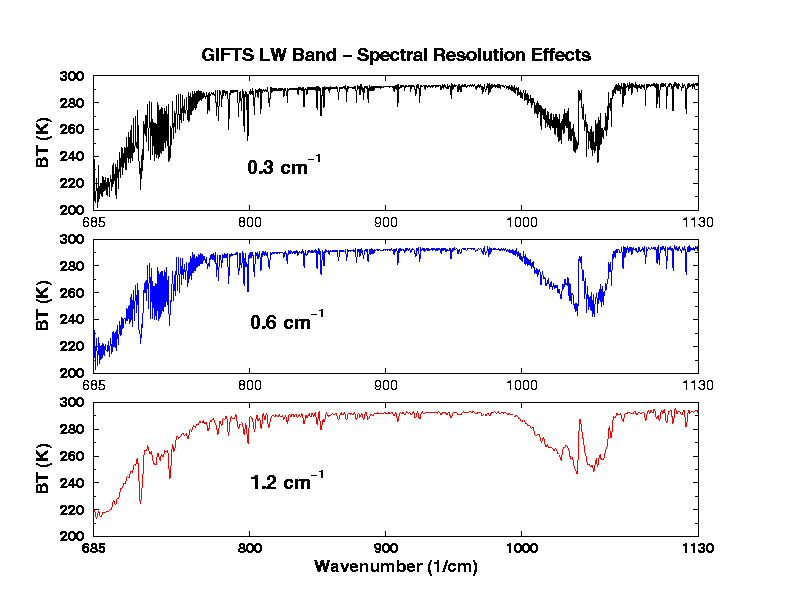 GIFTS LW Band – Spectral Resolution Effects
300
280
260
240
220
200
BT (K)
0.3 cm⁻¹
685 800 900 1000 1130
300
280
260
240
220
200
BT (K)
0.6 cm⁻¹
685 800 900 1000 1130
300
280
260
240
220
200
BT (K)
1.2 cm⁻¹
685 800 900 1000 1130
Wavenumber (1/cm)